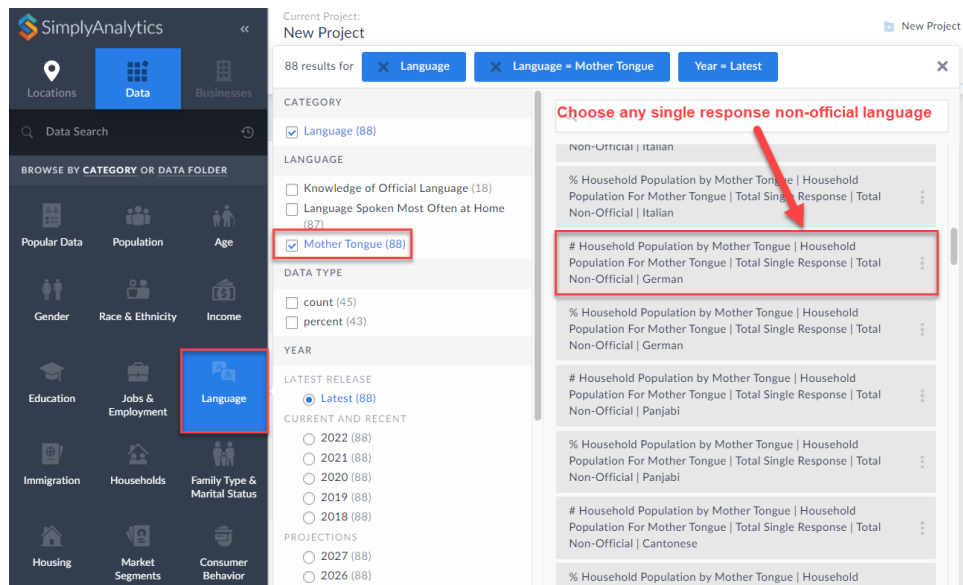 SimplyAnalytics
«
Locations
Data
Businesses
Data Search
BROWSE BY CATEGORY OR DATA FOLDER
Popular Data
Population
Age
Gender
Race & Ethnicity
Income
Education
Jobs &
Employment
Language
Immigration
Households
Family Type &
Marital Status
Housing
Market
Segments
Consumer
Behavior
Current Project:
New Project
New Project
88 results for
Language
Language = Mother Tongue
Year = Latest
CATEGORY
Language (88)
LANGUAGE
Knowledge of Official Language (18)
Language Spoken Most Often at Home
(87)
Mother Tongue (88)
DATA TYPE
count (45)
percent (43)
YEAR
LATEST RELEASE
Latest (88)
CURRENT AND RECENT
2022 (88)
2021 (88)
2020 (88)
2019 (88)
2018 (88)
PROJECTIONS
2027 (88)
2026 (88)
Choose any single response non-official language
Non-Official | Italian
% Household Population by Mother Tongue | Household
Population For Mother Tongue | Total Single Response | Total
Non-Official | Italian
# Household Population by Mother Tongue | Household
Population For Mother Tongue | Total Single Response | Total
Non-Official | German
% Household Population by Mother Tongue | Household
Population For Mother Tongue | Total Single Response | Total
Non-Official | German
# Household Population by Mother Tongue | Household
Population For Mother Tongue | Total Single Response | Total
Non-Official | Panjabi
% Household Population by Mother Tongue | Household
Population For Mother Tongue | Total Single Response | Total
Non-Official | Panjabi
# Household Population by Mother Tongue | Household
Population For Mother Tongue | Total Single Response | Total
Non-Official | Cantonese
% Household Population by Mother Tongue | Household